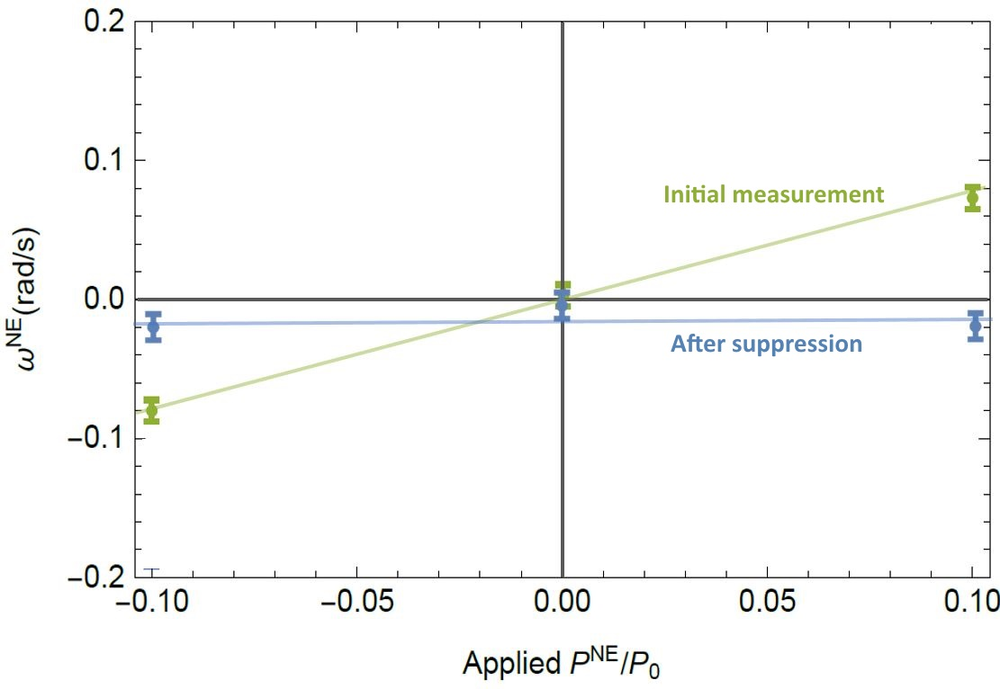 0.2
0.1
0.0
−0.1
−0.2
ω^NE (rad/s)
Initial measurement
After suppression
−0.10 −0.05 0.00 0.05 0.10
Applied P^NE/P₀